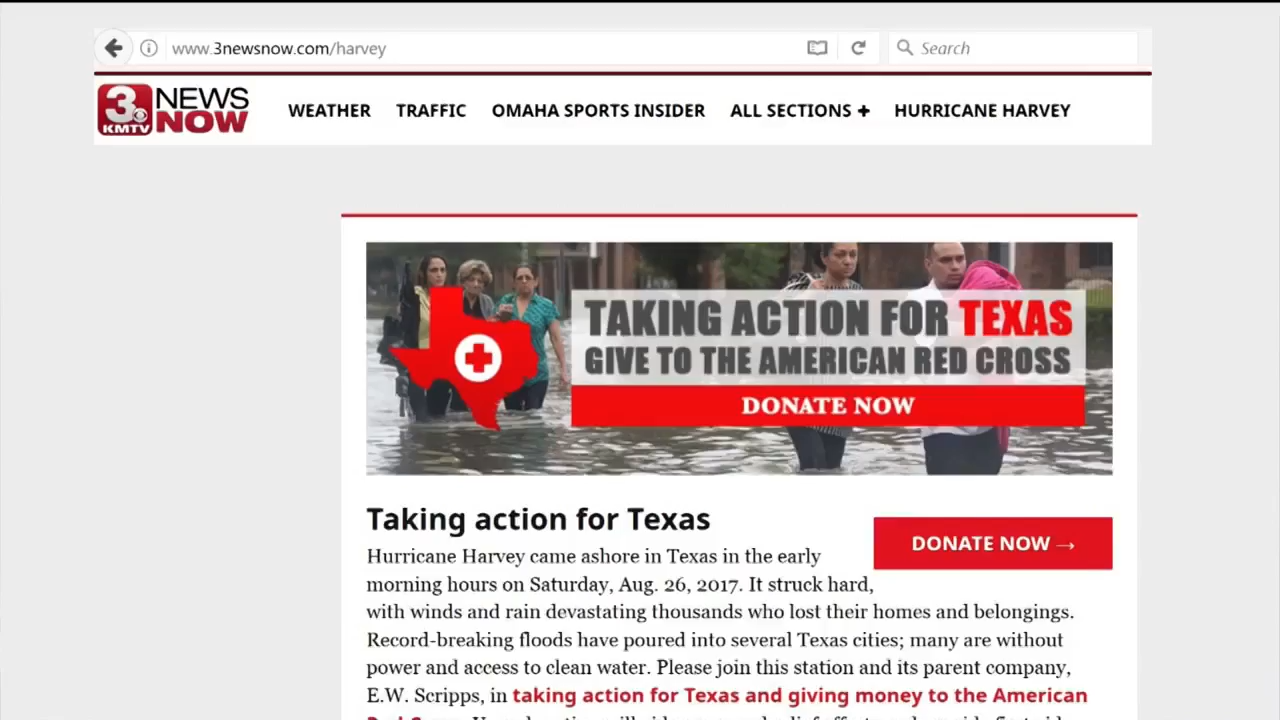 www.3newsnow.com/harvey
Search
3 NEWS
KMTV NOW
WEATHER TRAFFIC OMAHA SPORTS INSIDER ALL SECTIONS + HURRICANE HARVEY
TAKING ACTION FOR TEXAS
GIVE TO THE AMERICAN RED CROSS
DONATE NOW
Taking action for Texas
DONATE NOW →
Hurricane Harvey came ashore in Texas in the early
morning hours on Saturday, Aug. 26, 2017. It struck hard,
with winds and rain devastating thousands who lost their homes and belongings.
Record-breaking floods have poured into several Texas cities; many are without
power and access to clean water. Please join this station and its parent company,
E.W. Scripps, in taking action for Texas and giving money to the American